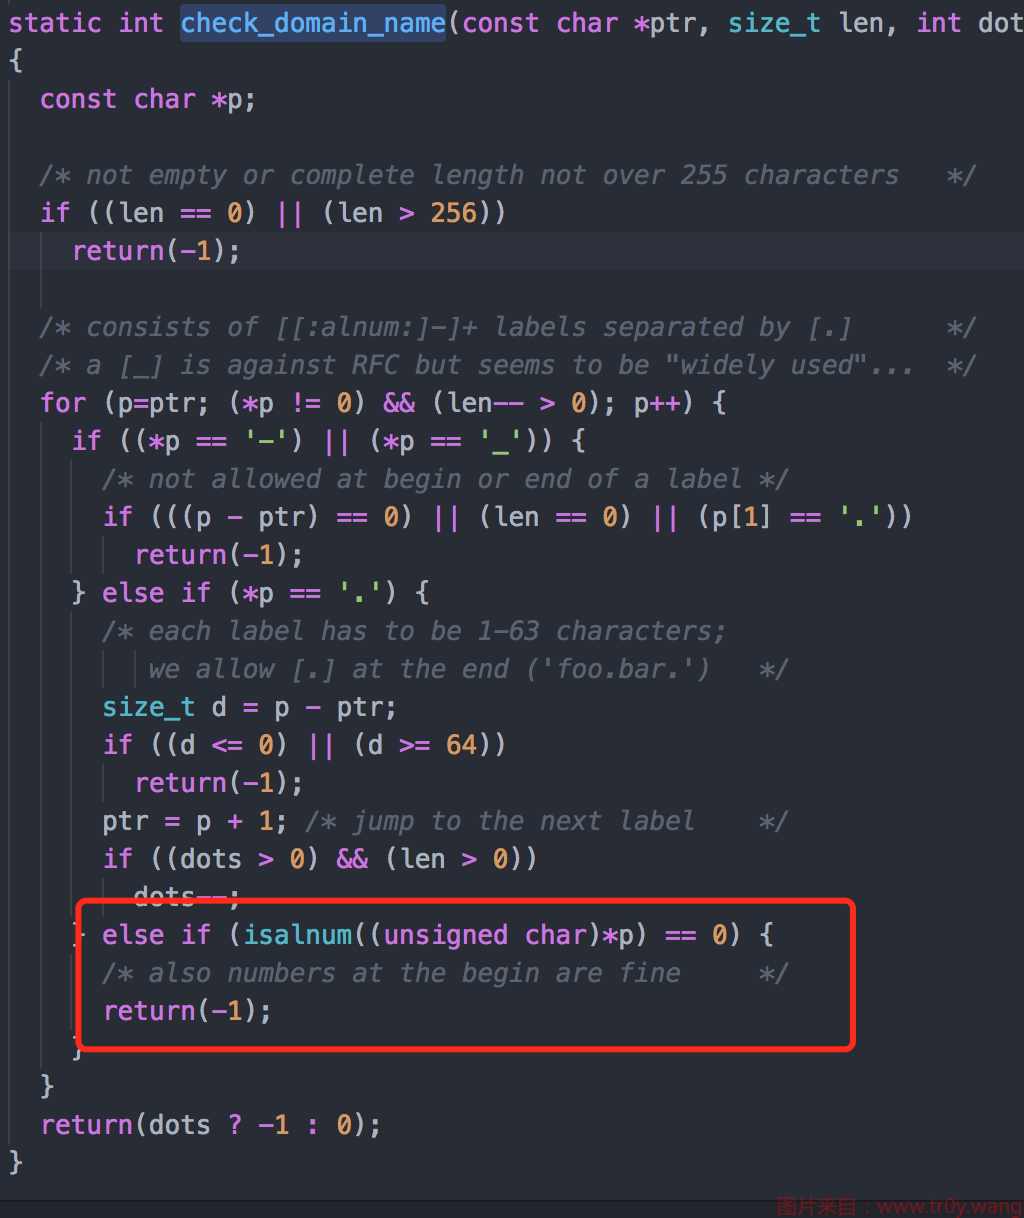 static int check_domain_name(const char *ptr, size_t len, int dot
{
const char *p;
/* not empty or complete length not over 255 characters */
if ((len == 0) || (len > 256))
return(-1);
/* consists of [[:alnum:]-]+ labels separated by [.] */
/* a [_] is against RFC but seems to be "widely used"... */
for (p=ptr; (*p != 0) && (len-- > 0); p++) {
if ((*p == '-') || (*p == '_')) {
/* not allowed at begin or end of a label */
if (((p - ptr) == 0) || (len == 0) || (p[1] == '.'))
return(-1);
} else if (*p == '.') {
/* each label has to be 1-63 characters;
we allow [.] at the end ('foo.bar.') */
size_t d = p - ptr;
if ((d <= 0) || (d >= 64))
return(-1);
ptr = p + 1; /* jump to the next label */
if ((dots > 0) && (len > 0))
dots--;
} else if (isalnum((unsigned char)*p) == 0) {
/* also numbers at the begin are fine */
return(-1);
}
}
return(dots ? -1 : 0);
}
图片来自：www.tr0y.wang